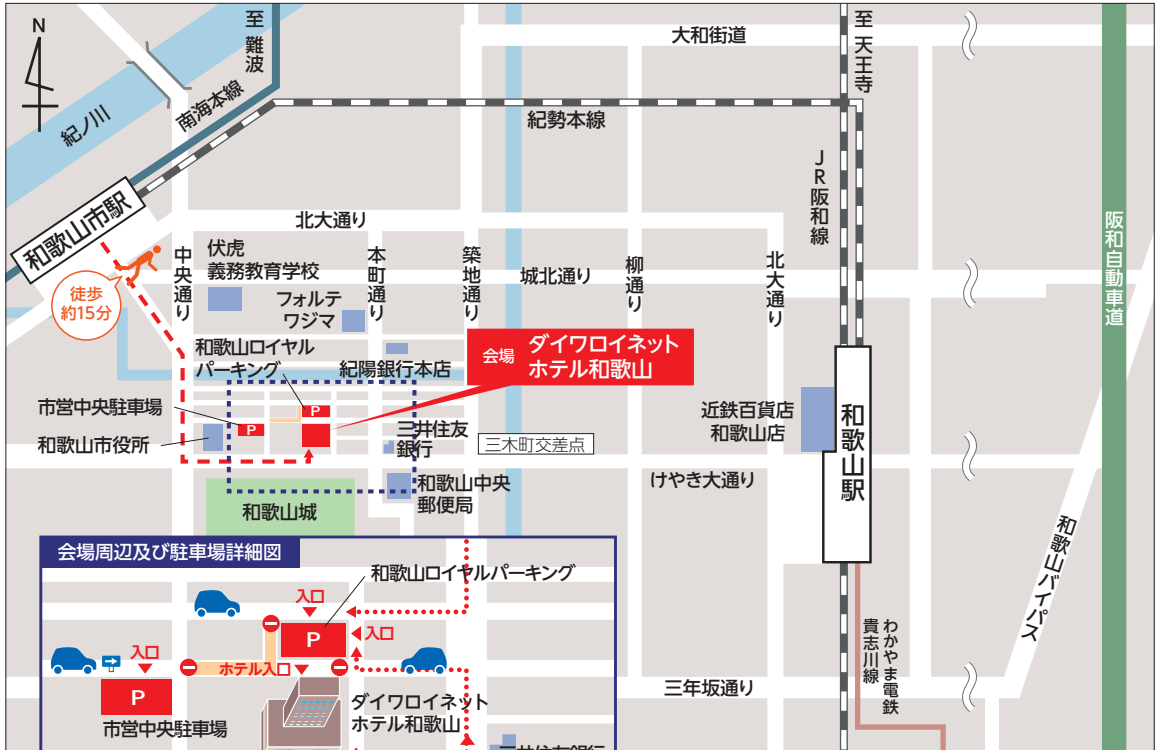 N
至 難波
至 天王寺
大和街道
紀ノ川
南海本線
紀勢本線
JR阪和線
和歌山市駅
北大通り
阪和自動車道
徒歩
約15分
中央通り
伏虎
義務教育学校
本町通り
築地通り
城北通り
柳通り
北大通り
フォルテ
ワジマ
和歌山ロイヤル
パーキング
紀陽銀行本店
会場
ダイワロイネット
ホテル和歌山
市営中央駐車場
P
P
和歌山市役所
三井住友
銀行
三木町交差点
近鉄百貨店
和歌山店
和歌山駅
けやき大通り
和歌山中央
郵便局
和歌山城
和歌山バイパス
わかやま電鉄
貴志川線
三年坂通り
会場周辺及び駐車場詳細図
和歌山ロイヤルパーキング
入口
P
入口
入口
ホテル入口
P
市営中央駐車場
ダイワロイネット
ホテル和歌山
三井住友銀行